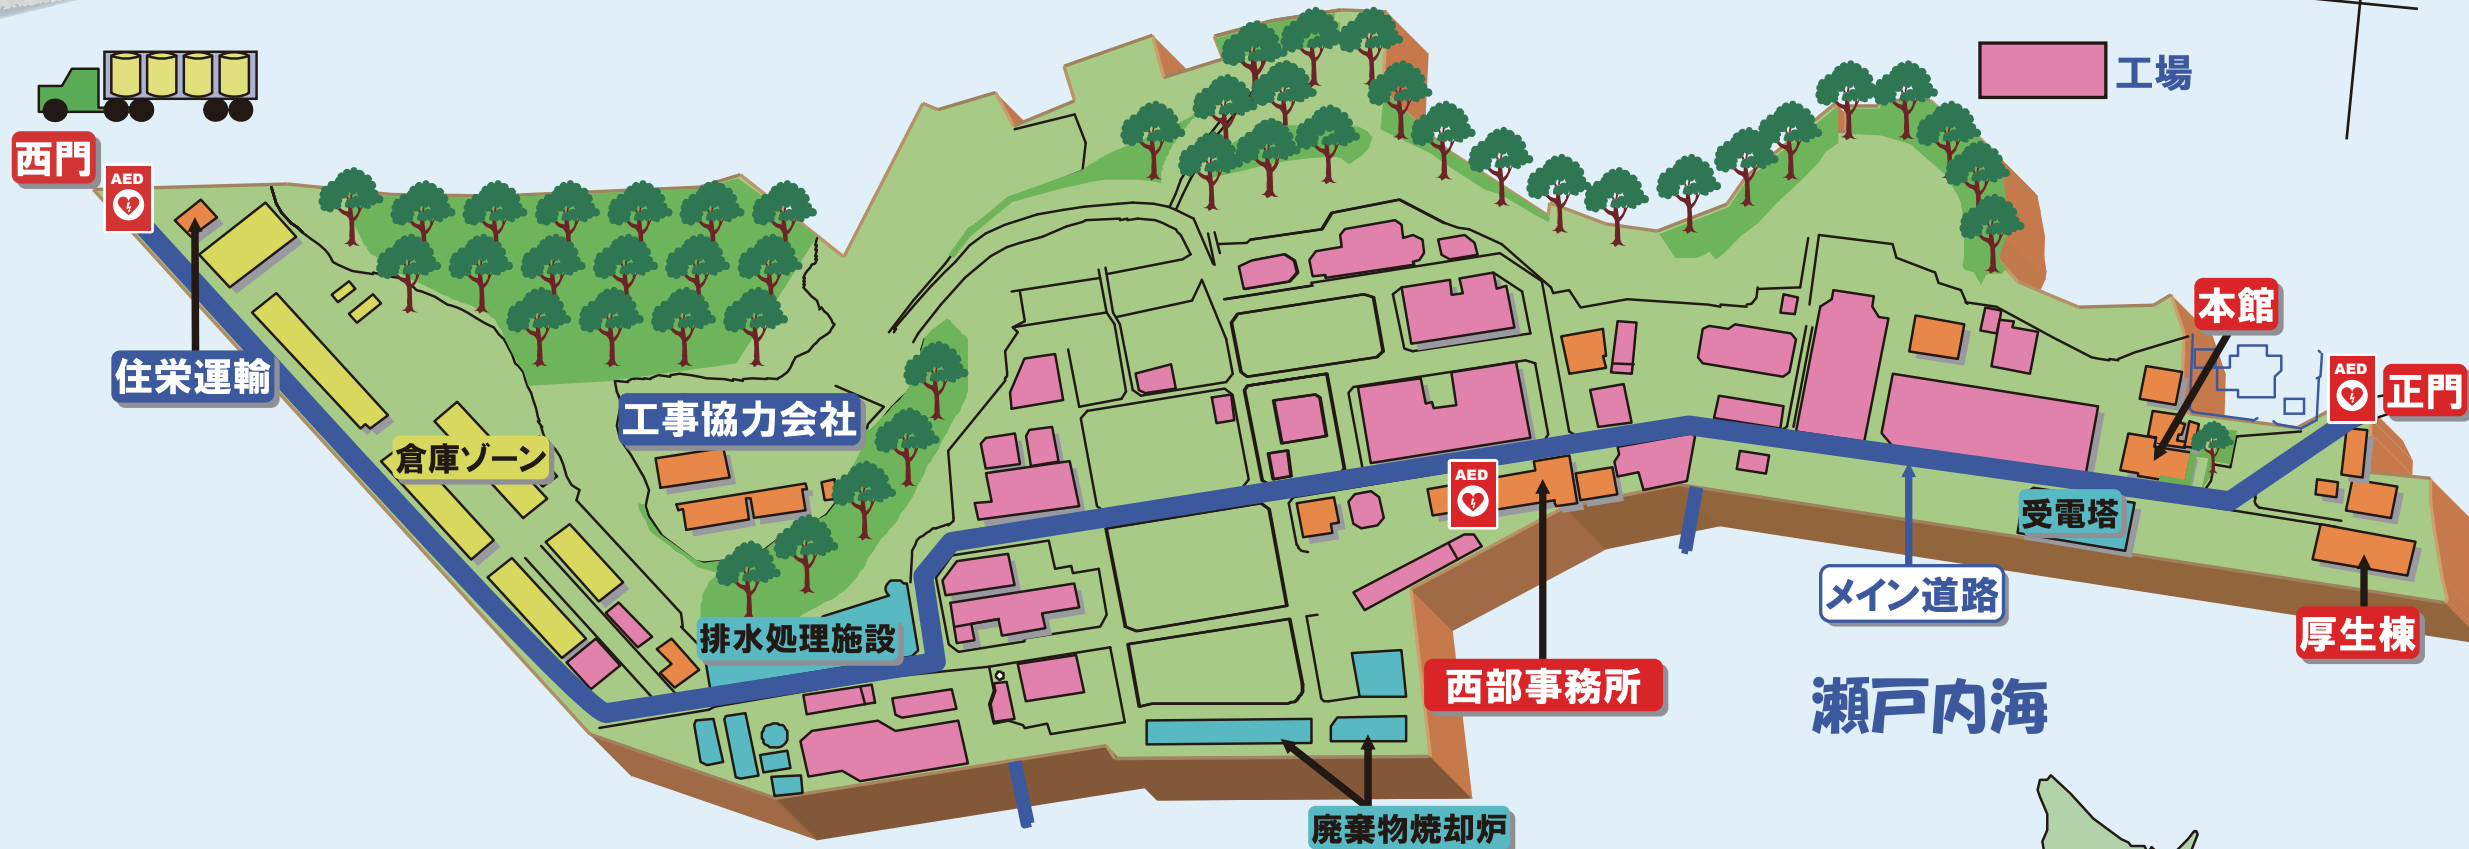 工場
西門
AED
住栄運輸
倉庫ゾーン
工事協力会社
排水処理施設
本館
AED
正門
AED
受電塔
メイン道路
厚生棟
西部事務所
瀬戸内海
廃棄物焼却炉